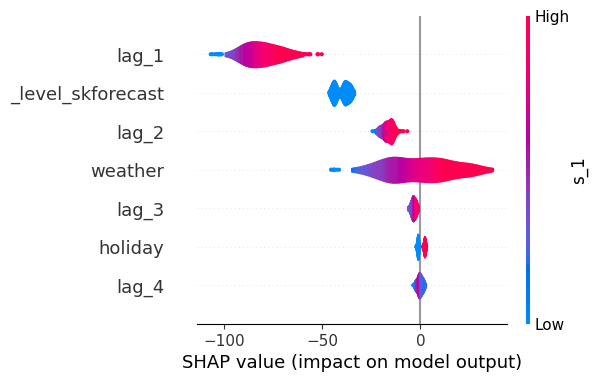 High
lag_1
_level_skforecast
lag_2
weather
lag_3
holiday
lag_4
s_1
Low
−100 −50 0
SHAP value (impact on model output)